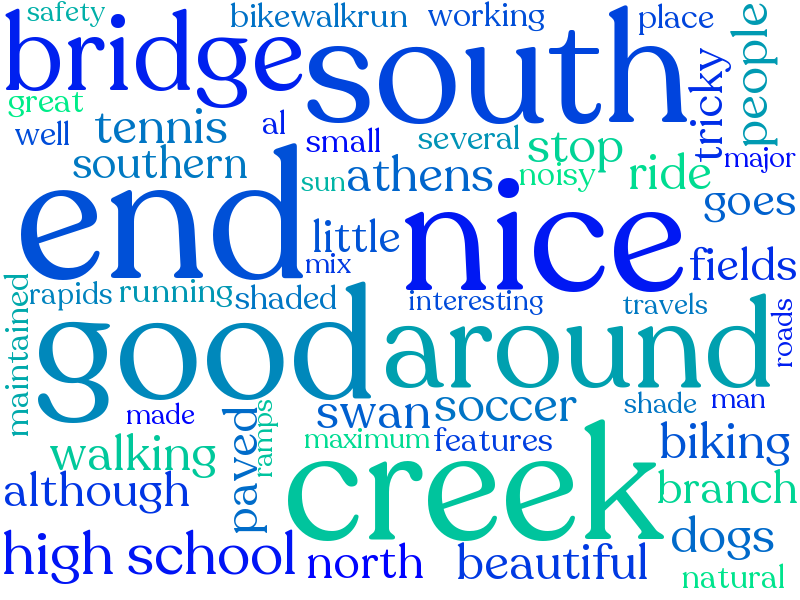 safety
bikewalkrun
working
place
people
bridge
south
tricky
great
well
tennis
al
small
several
stop
major
southern
athens
sun
noisy
ride
goes
end
nice
little
mix
fields
rapids
running
shaded
interesting
travels
roads
maintained
good
around
made
paved
ramps
swan
soccer
shade
man
walking
maximum
features
biking
although
creek
branch
high school
north
beautiful
dogs
natural